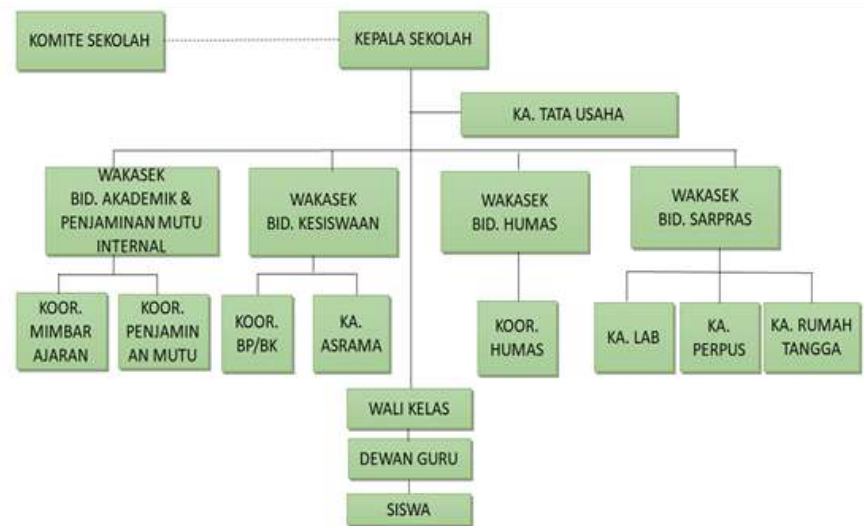 KOMITE SEKOLAH
KEPALA SEKOLAH
KA. TATA USAHA
WAKASEK
BID. AKADEMIK &
PENJAMINAN MUTU
INTERNAL
WAKASEK
BID. KESISWAAN
WAKASEK
BID. HUMAS
WAKASEK
BID. SARPRAS
KOOR.
MIMBAR
AJARAN
KOOR.
PENJAMIN
AN MUTU
KOOR.
BP/BK
KA.
ASRAMA
KOOR.
HUMAS
KA. LAB
KA.
PERPUS
KA. RUMAH
TANGGA
WALI KELAS
DEWAN GURU
SISWA